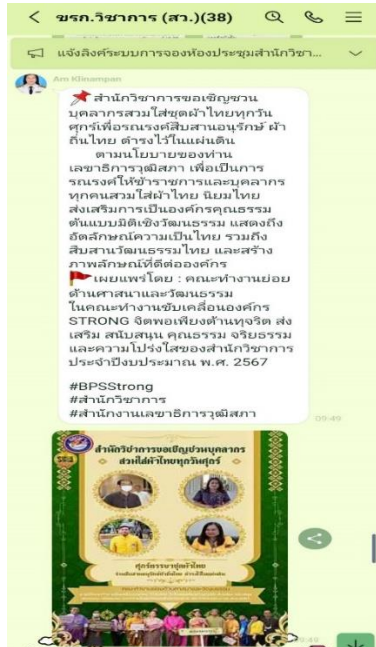 ขรก.วิชาการ (สว.)(38)
แจ้งลิงค์ระบบการจองห้องประชุมสำนักวิชา...
Am Klinampan
📌 สำนักวิชาการขอเชิญชวน
บุคลากรสวมใส่ชุดผ้าไทยทุกวัน
ศุกร์เพื่อรณรงค์สืบสานอนุรักษ์ ผ้า
ถิ่นไทย ดำรงไว้ในแผ่นดิน
ตามนโยบายของท่าน
เลขาธิการวุฒิสภา เพื่อเป็นการ
รณรงค์ให้ข้าราชการและบุคลากร
ทุกคนสวมใส่ผ้าไทย นิยมไทย
ส่งเสริมการเป็นองค์กรคุณธรรม
ต้นแบบมิติเชิงวัฒนธรรม แสดงถึง
อัตลักษณ์ความเป็นไทย รวมถึง
สืบสานวัฒนธรรมไทย และสร้าง
ภาพลักษณ์ที่ดีต่อองค์กร
🚩เผยแพร่โดย : คณะทำงานย่อย
ด้านศาสนาและวัฒนธรรม
ในคณะทำงานขับเคลื่อนองค์กร
STRONG จิตพอเพียงต้านทุจริต ส่ง
เสริม สนับสนุน คุณธรรม จริยธรรม
และความโปร่งใสของสำนักวิชาการ
ประจำปีงบประมาณ พ.ศ. 2567
#BPSStrong
#สำนักวิชาการ
#สำนักงานเลขาธิการวุฒิสภา
09:49
สำนักวิชาการขอเชิญชวนบุคลากร
สวมใส่ผ้าไทยทุกวันศุกร์
09:49